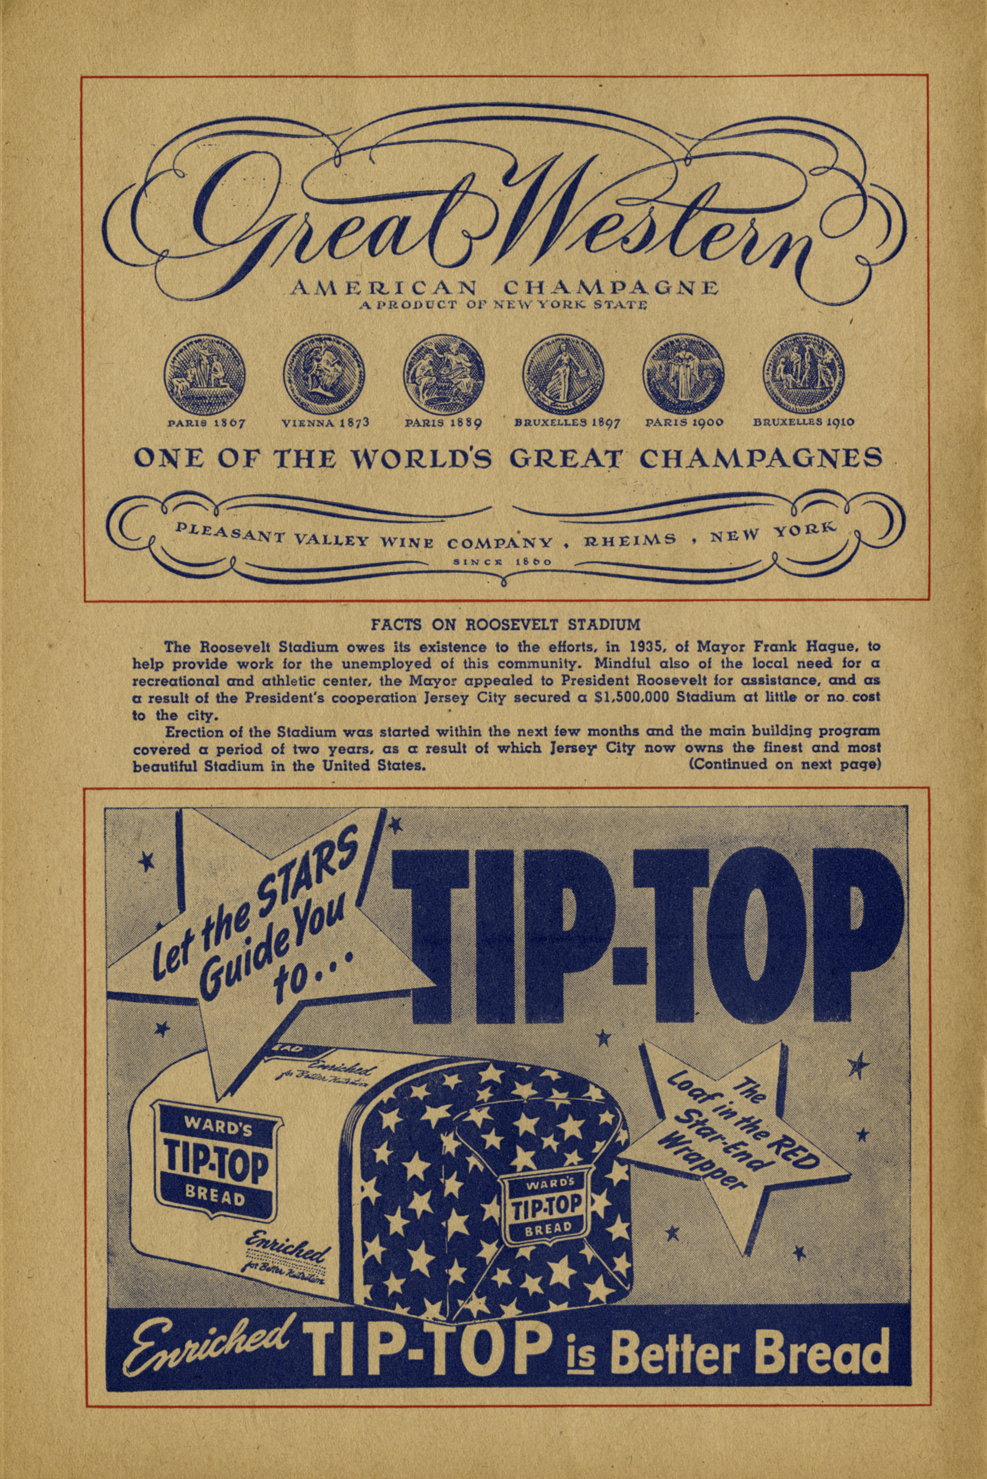 Great Western
AMERICAN CHAMPAGNE
A PRODUCT OF NEW YORK STATE
PARIS 1867
VIENNA 1873
PARIS 1889
BRUXELLES 1897
PARIS 1900
BRUXELLES 1910
ONE OF THE WORLD'S GREAT CHAMPAGNES
PLEASANT VALLEY WINE COMPANY . RHEIMS . NEW YORK
SINCE 1860
FACTS ON ROOSEVELT STADIUM
The Roosevelt Stadium owes its existence to the efforts, in 1935, of Mayor Frank Hague, to
help provide work for the unemployed of this community. Mindful also of the local need for a
recreational and athletic center, the Mayor appealed to President Roosevelt for assistance, and as
a result of the President's cooperation Jersey City secured a $1,500,000 Stadium at little or no cost
to the city.
Erection of the Stadium was started within the next few months and the main building program
covered a period of two years, as a result of which Jersey City now owns the finest and most
beautiful Stadium in the United States. (Continued on next page)
Let the STARS
Guide You
to...
TIP-TOP
EAD
Enriched
for Better Nutrition
WARD'S
TIP-TOP
BREAD
Enriched
for Better Nutrition
WARD'S
TIP-TOP
BREAD
The
Loaf in the RED
Star-End
Wrapper
Enriched TIP-TOP is Better Bread